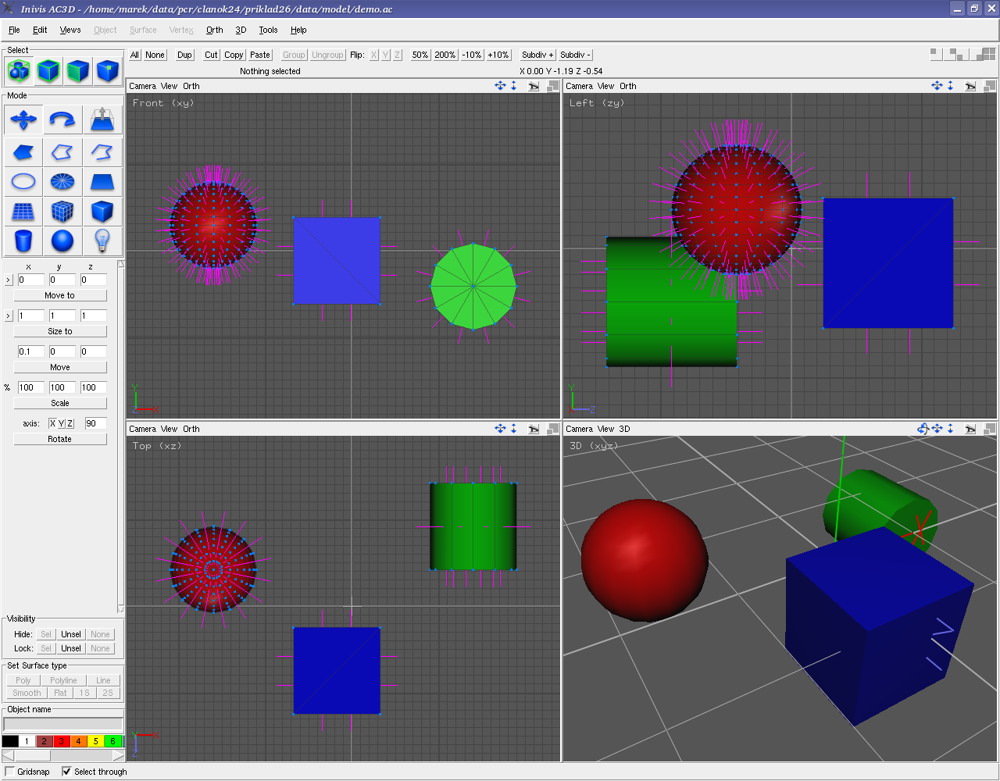 Inivis AC3D - /home/marek/data/pcr/clanok24/priklad26/data/model/demo.ac
File Edit Views Object Surface Vertex Orth 3D Tools Help
Select
All None Dup Cut Copy Paste Group Ungroup Flip: X Y Z 50% 200% -10% +10% Subdiv + Subdiv -
Nothing selected
X 0.00 Y -1.19 Z -0.54
Mode
Camera View Orth
Front (xy)
Y
Z X
Camera View Orth
Left (zy)
Y
Z
x y z
> 0 0 0
Move to
> 1 1 1
Size to
0.1 0 0
Move
% 100 100 100
Scale
axis: X Y Z 90
Rotate
Camera View Orth
Top (xz)
Y X
Z
Camera View 3D
3D (xyz)
X
Z
Visibility
Hide: Sel Unsel None
Lock: Sel Unsel None
Set Surface type
Poly Polyline Line
Smooth Flat 1S 2S
Object name
1 2 3 4 5 6
Gridsnap Select through